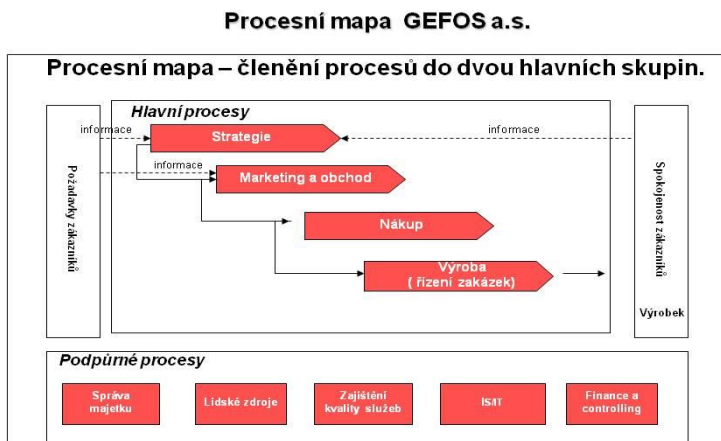 Procesní mapa GEFOS a.s.
Procesní mapa – členění procesů do dvou hlavních skupin.
Hlavní procesy
informace
Strategie
informace
informace
Marketing a obchod
Požadavky zákazníků
Nákup
Spokojenost zákazníků
Výroba
( řízení zakázek)
Výrobek
Podpůrné procesy
Správa
majetku
Lidské zdroje
Zajištění
kvality služeb
IS/IT
Finance a
controlling